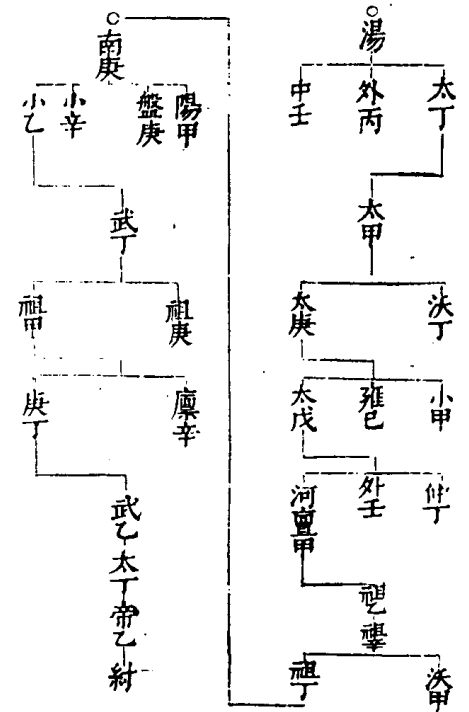 湯
太丁
外丙
中壬
太甲
沃丁
太庚
小甲
雍己
太戊
仲丁
外壬
河亶甲
祖乙
祖辛
沃甲
祖丁
南庚
陽甲
盤庚
小辛
小乙
武丁
祖庚
祖甲
廩辛
庚丁
武乙
太丁
帝乙
紂